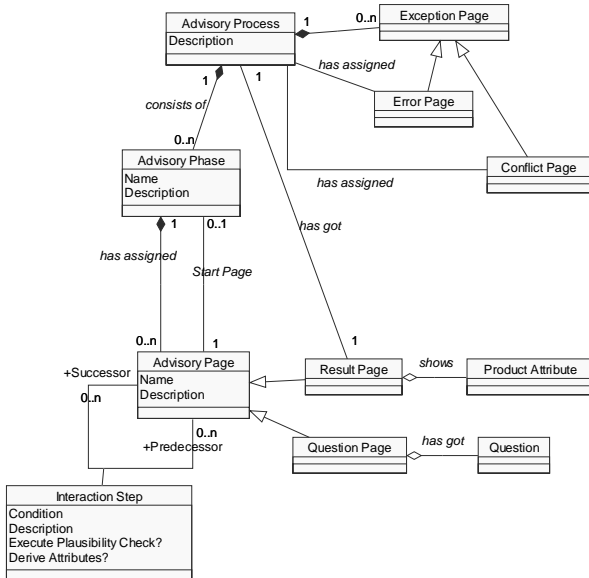 Advisory Process
Description
1
0..n
Exception Page
has assigned
Error Page
1
1
consists of
0..n
Advisory Phase
Name
Description
has assigned
Conflict Page
1
0..1
has assigned
has got
Start Page
0..n
1
1
+Successor
0..n
Advisory Page
Name
Description
Result Page
shows
Product Attribute
0..n
+Predecessor
Question Page
has got
Question
Interaction Step
Condition
Description
Execute Plausibility Check?
Derive Attributes?